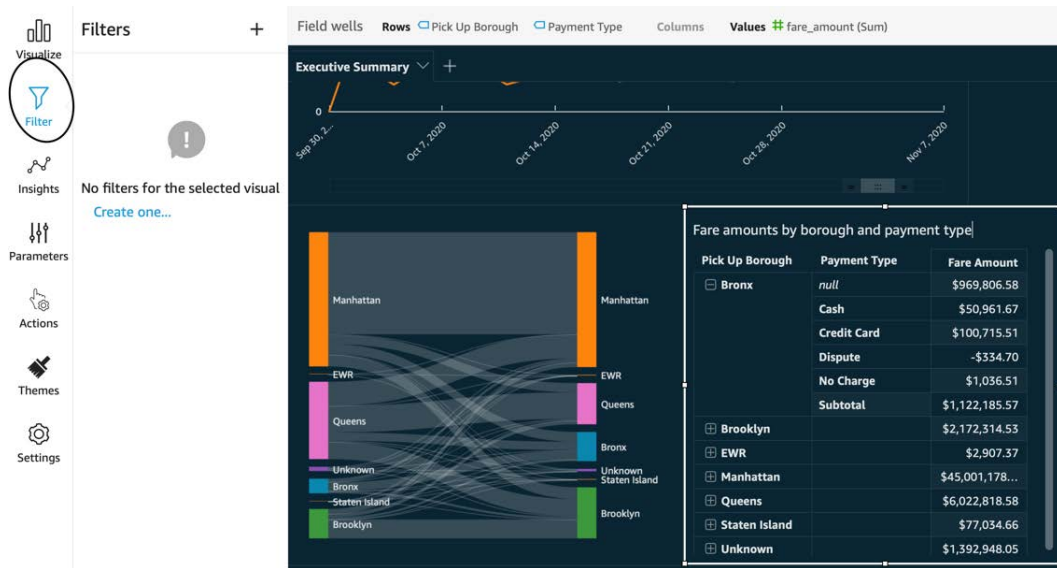 Visualize
Filter
Insights
Parameters
Actions
Themes
Settings
Filters +
No filters for the selected visual
Create one...
Field wells Rows Pick Up Borough Payment Type Columns Values fare_amount (Sum)
Executive Summary +
0
Sep 30, 2...
Oct 7, 2020
Oct 14, 2020
Oct 21, 2020
Oct 28, 2020
Nov 7, 2020
Manhattan
EWR
Queens
Unknown
Bronx
Staten Island
Brooklyn
Manhattan
EWR
Queens
Bronx
Unknown
Staten Island
Brooklyn
Fare amounts by borough and payment type
Pick Up Borough Payment Type Fare Amount
Bronx null $969,806.58
Cash $50,961.67
Credit Card $100,715.51
Dispute -$334.70
No Charge $1,036.51
Subtotal $1,122,185.57
Brooklyn $2,172,314.53
EWR $2,907.37
Manhattan $45,001,178...
Queens $6,022,818.58
Staten Island $77,034.66
Unknown $1,392,948.05